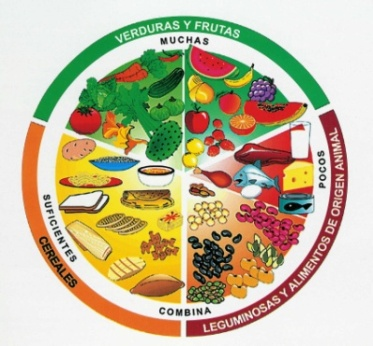 VERDURAS Y FRUTAS
MUCHAS
SUFICIENTES
CEREALES
POCOS
LEGUMINOSAS Y ALIMENTOS DE ORIGEN ANIMAL
COMBINA